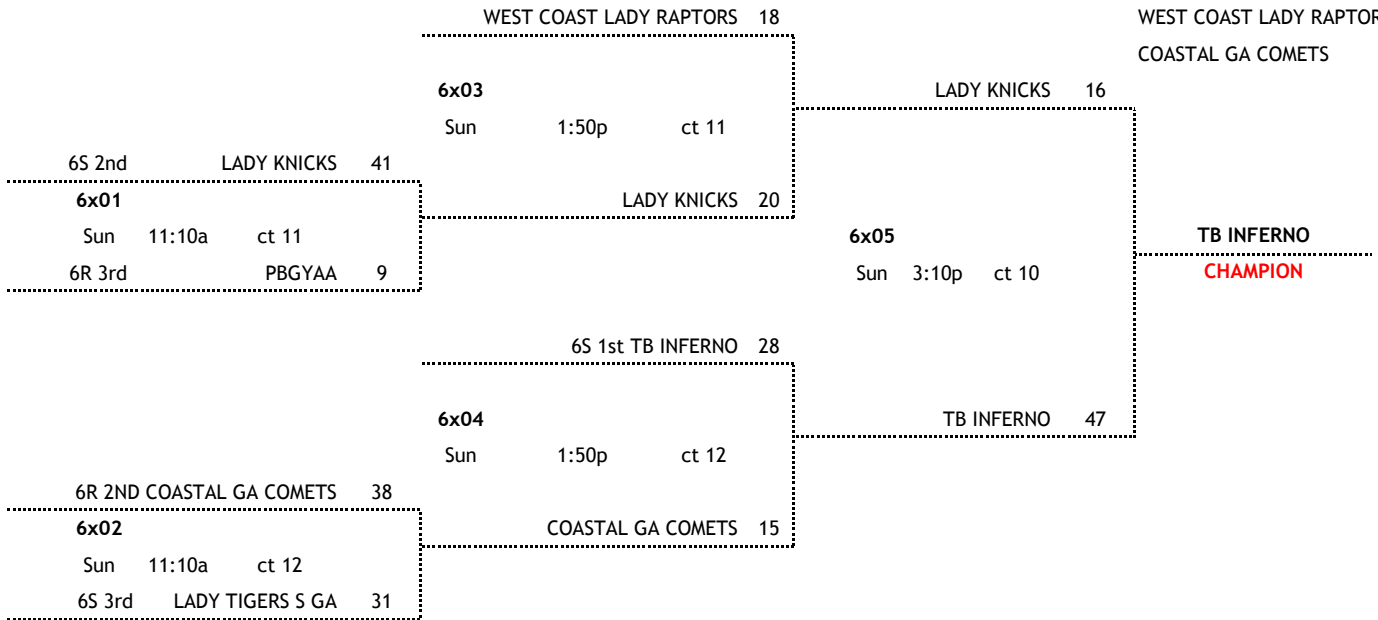 WEST COAST LADY RAPTORS 18
WEST COAST LADY RAPTOR
COASTAL GA COMETS
6x03
LADY KNICKS 16
Sun 1:50p ct 11
6S 2nd LADY KNICKS 41
6x01
LADY KNICKS 20
Sun 11:10a ct 11
6x05
TB INFERNO
6R 3rd PBGYAA 9
Sun 3:10p ct 10
CHAMPION
6S 1st TB INFERNO 28
6x04
TB INFERNO 47
Sun 1:50p ct 12
6R 2ND COASTAL GA COMETS 38
6x02
COASTAL GA COMETS 15
Sun 11:10a ct 12
6S 3rd LADY TIGERS S GA 31